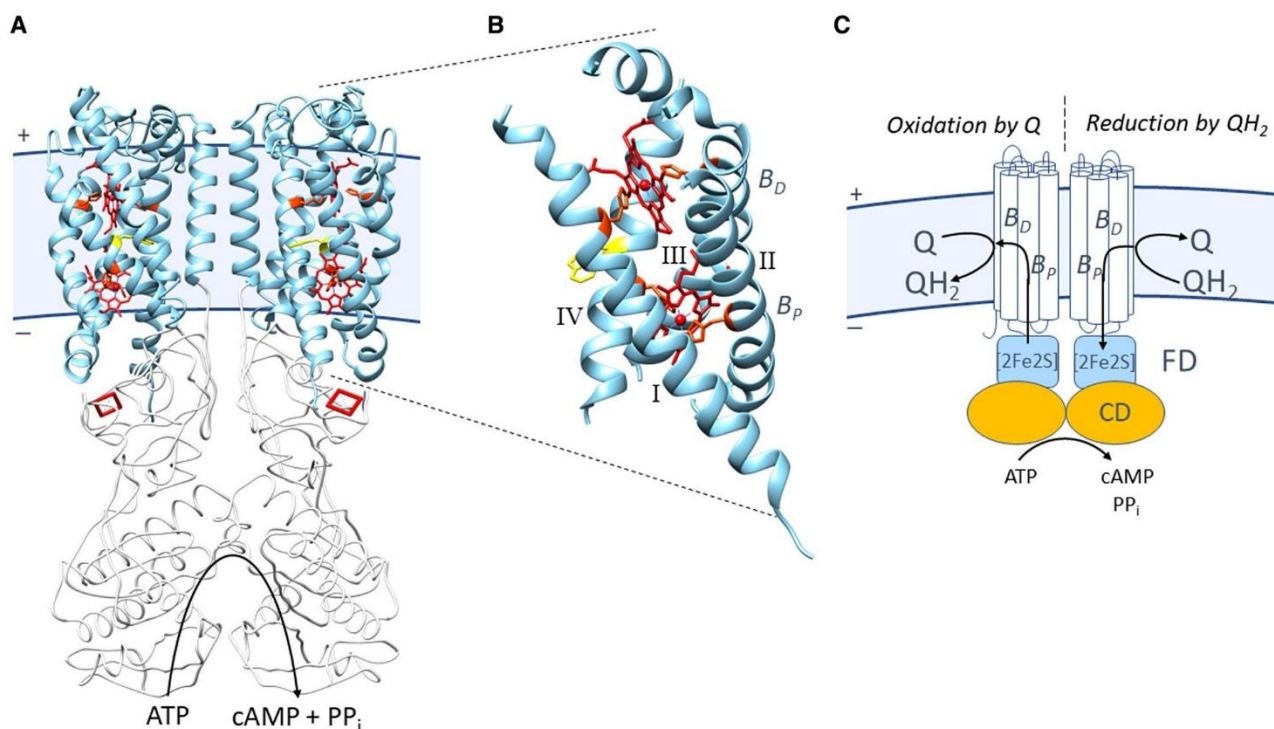 A
+
−
ATP
cAMP + PPi
B
BD
III
II
BP
IV
I
C
Oxidation by Q
Reduction by QH2
+
BD
BD
Q
Q
BP
BP
QH2
QH2
−
[2Fe2S]
[2Fe2S]
FD
CD
ATP
cAMP
PPi